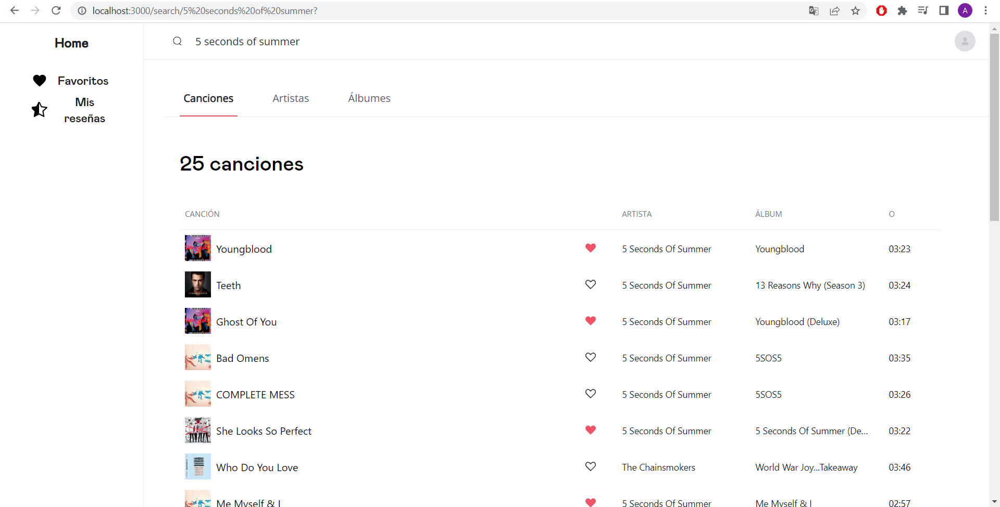 localhost:3000/search/5%20seconds%20of%20summer?
A
Home
5 seconds of summer
Favoritos
Mis
reseñas
Canciones Artistas Álbumes
25 canciones
CANCIÓN ARTISTA ÁLBUM O
Youngblood 5 Seconds Of Summer Youngblood 03:23
Teeth 5 Seconds Of Summer 13 Reasons Why (Season 3) 03:24
Ghost Of You 5 Seconds Of Summer Youngblood (Deluxe) 03:17
Bad Omens 5 Seconds Of Summer 5SOS5 03:35
COMPLETE MESS 5 Seconds Of Summer 5SOS5 03:26
She Looks So Perfect 5 Seconds Of Summer 5 Seconds Of Summer (De... 03:22
Who Do You Love The Chainsmokers World War Joy...Takeaway 03:46
Me Myself & I 5 Seconds Of Summer Me Myself & I 02:57